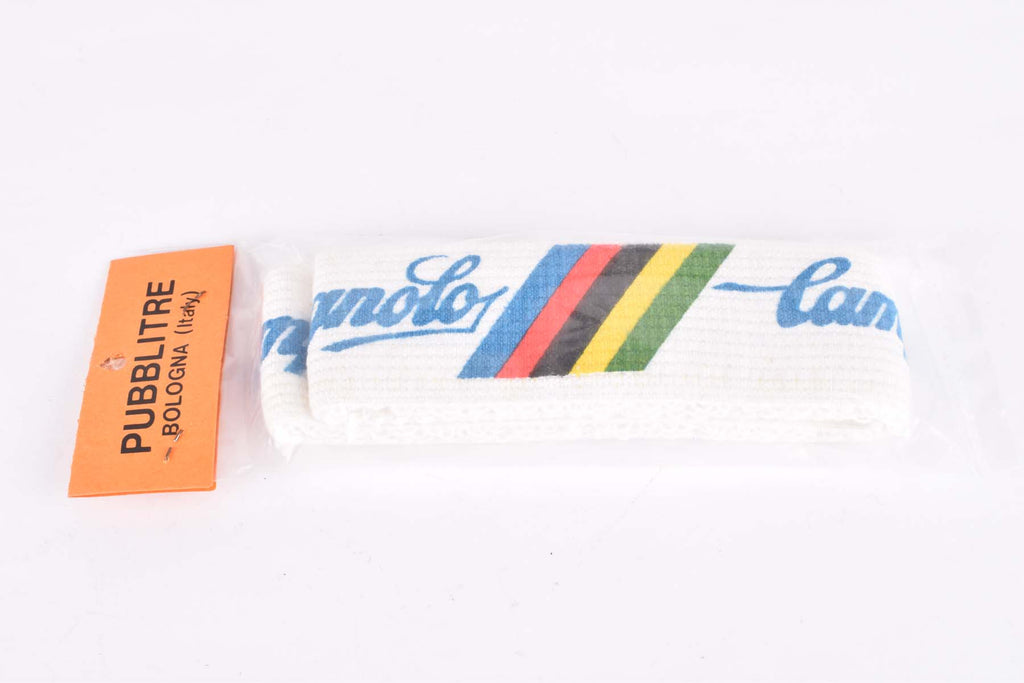 PUBBLITRE
BOLOGNA (Italy)
m
gnolo
Cam